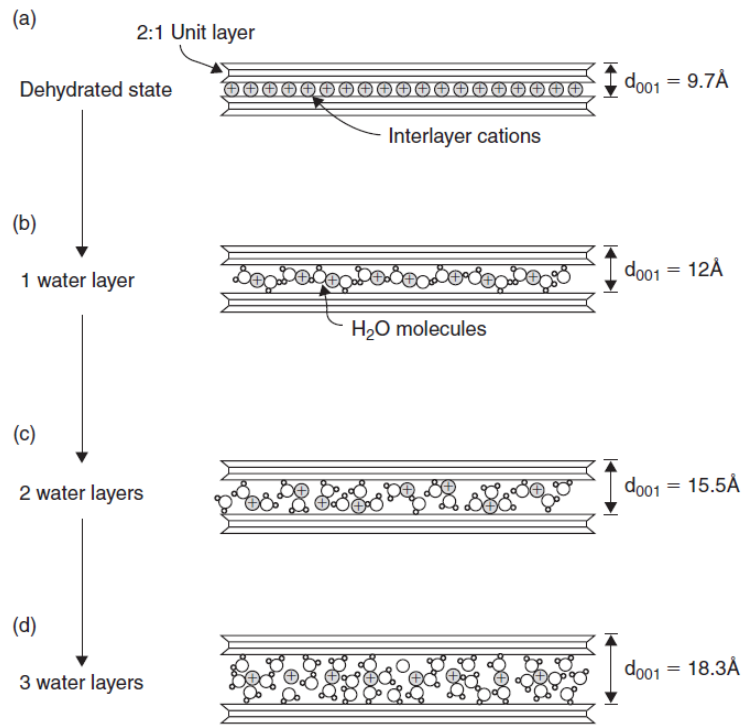 (a)
2:1 Unit layer
Dehydrated state
d001 = 9.7Å
Interlayer cations
(b)
1 water layer
d001 = 12Å
H2O molecules
(c)
2 water layers
d001 = 15.5Å
(d)
3 water layers
d001 = 18.3Å